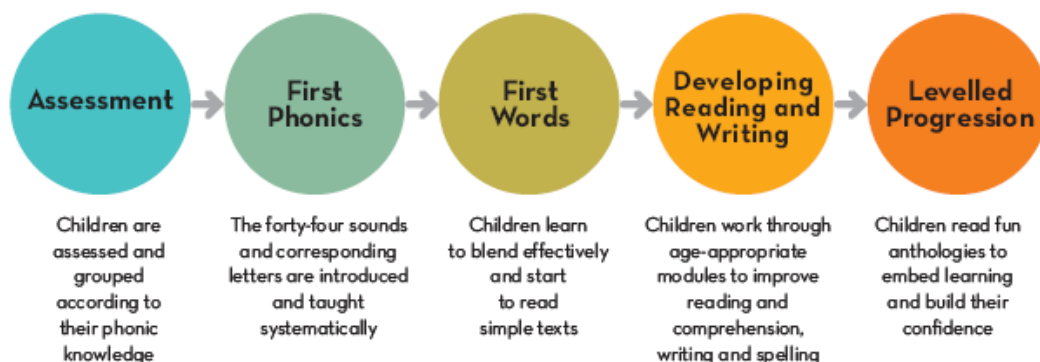 Assessment
First
Phonics
First
Words
Developing
Reading and
Writing
Levelled
Progression
Children are
assessed and
grouped
according to
their phonic
knowledge
The forty-four sounds
and corresponding
letters are introduced
and taught
systematically
Children learn
to blend effectively
and start
to read
simple texts
Children work through
age-appropriate
modules to improve
reading and
comprehension,
writing and spelling
Children read fun
anthologies to
embed learning
and build their
confidence